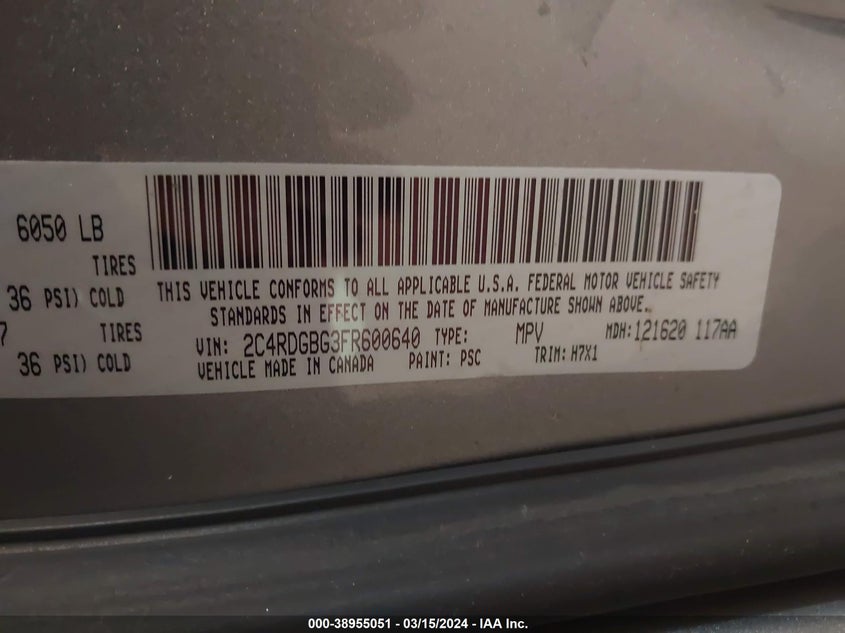 6050 LB
TIRES
36 PSI) COLD
7 TIRES
36 PSI) COLD
THIS VEHICLE CONFORMS TO ALL APPLICABLE U.S.A. FEDERAL MOTOR VEHICLE SAFETY
STANDARDS IN EFFECT ON THE DATE OF MANUFACTURE SHOWN ABOVE.
VIN: 2C4RDGBG3FR600640 TYPE: MPV MDH: 121620 117AA
VEHICLE MADE IN CANADA PAINT: PSC TRIM: H7X1
000-38955051 - 03/15/2024 - IAA Inc.